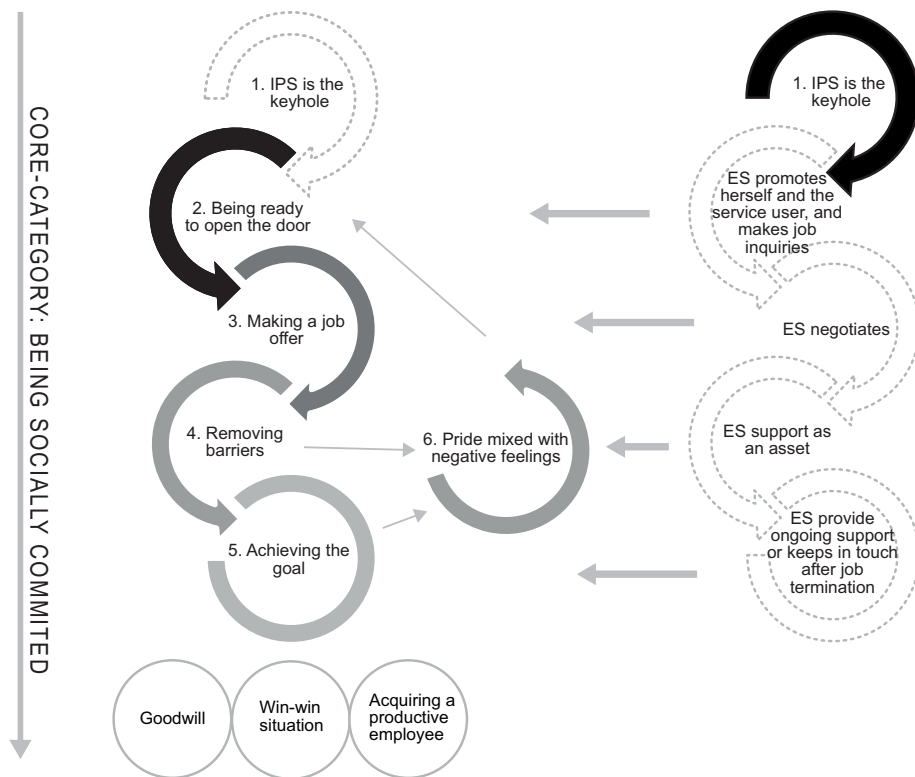 CORE-CATEGORY: BEING SOCIALLY COMMITED
1. IPS is the
keyhole
2. Being ready
to open the door
3. Making a job
offer
4. Removing
barriers
5. Achieving the
goal
6. Pride mixed with
negative feelings
1. IPS is the
keyhole
ES promotes
herself and the
service user, and
makes job
inquiries
ES negotiates
ES support as
an asset
ES provide
ongoing support
or keeps in touch
after job
termination
Goodwill
Win-win
situation
Acquiring a
productive
employee